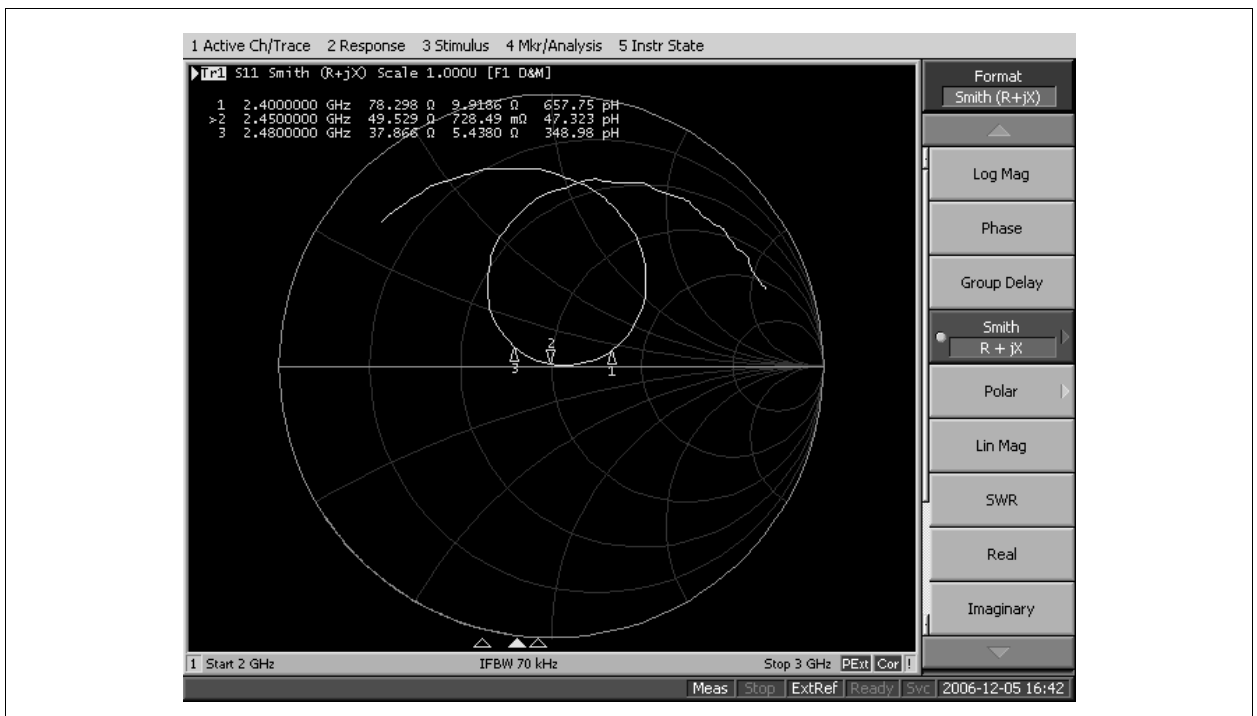 1 Active Ch/Trace 2 Response 3 Stimulus 4 Mkr/Analysis 5 Instr State
Tr1 S11 Smith (R+jX) Scale 1.000U [F1 D&M]
1 2.4000000 GHz 78.298 Ω 9.9186 Ω 657.75 pH
>2 2.4500000 GHz 49.529 Ω 728.49 mΩ 47.323 pH
3 2.4800000 GHz 37.866 Ω 5.4380 Ω 348.98 pH
2
3
1
Format
Smith (R+jX)
Log Mag
Phase
Group Delay
Smith
R + jX
Polar
Lin Mag
SWR
Real
Imaginary
1 Start 2 GHz IFBW 70 kHz Stop 3 GHz PExt Cor !
Meas Stop ExtRef Ready Svc 2006-12-05 16:42